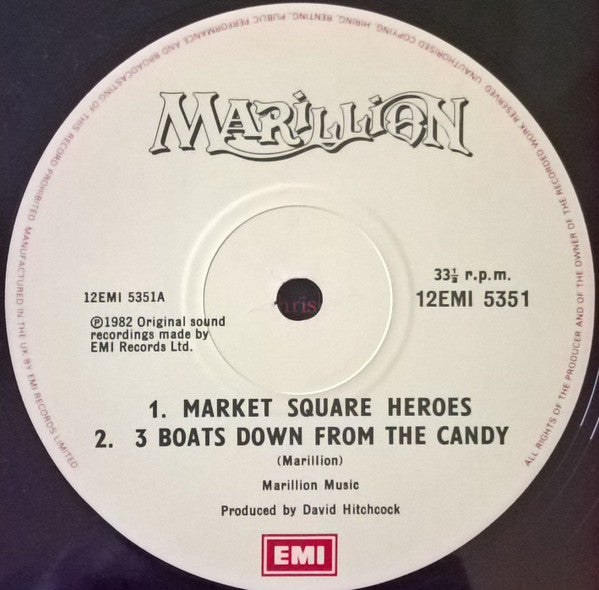 ALL RIGHTS OF THE PRODUCER AND OF THE OWNER OF THE RECORDED WORK RESERVED UNAUTHORISED COPYING, HIRING, RENTING, PUBLIC PERFORMANCE AND BROADCASTING OF THIS RECORD PROHIBITED. MANUFACTURED IN THE UK BY EMI RECORDS LIMITED
MARILLION
33⅓ r.p.m.
12EMI 5351A
12EMI 5351
aris
℗1982 Original sound
recordings made by
EMI Records Ltd.
1. MARKET SQUARE HEROES
2. 3 BOATS DOWN FROM THE CANDY
(Marillion)
Marillion Music
Produced by David Hitchcock
EMI